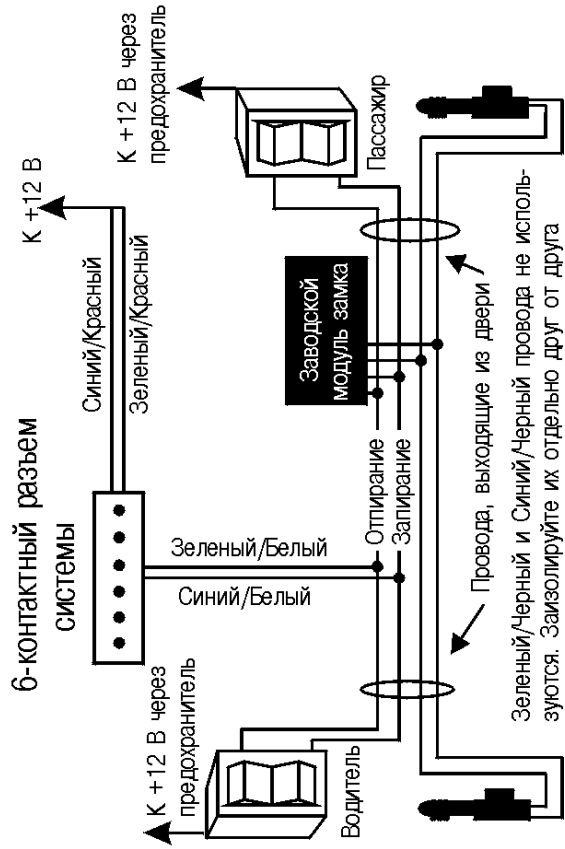 6-контактный разъем
системы
Синий/Красный
Зеленый/Красный
К +12 В
Зеленый/Белый
Синий/Белый
К +12 В через
предохранитель
Водитель
К +12 В через
предохранитель
Пассажир
Заводской
модуль замка
Отпирание
Запирание
Провода, выходящие из двери
Зеленый/Черный и Синий/Черный провода не исполь-
зуются. Заизолируйте их отдельно друг от друга